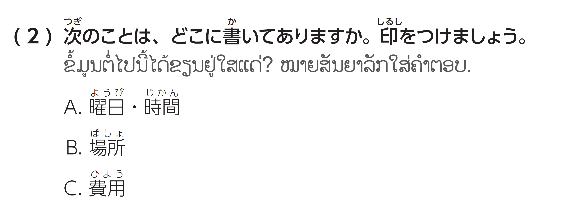 (2) 次のことは、どこに書いてありますか。印をつけましょう。
ຂໍ້ມູນຕໍ່ໄປນີ້ໄດ້ຂຽນຢູ່ໃສແດ່? ໝາຍສັນຍາລັກໃສ່ຄຳຕອບ.
A. 曜日・時間
B. 場所
C. 費用